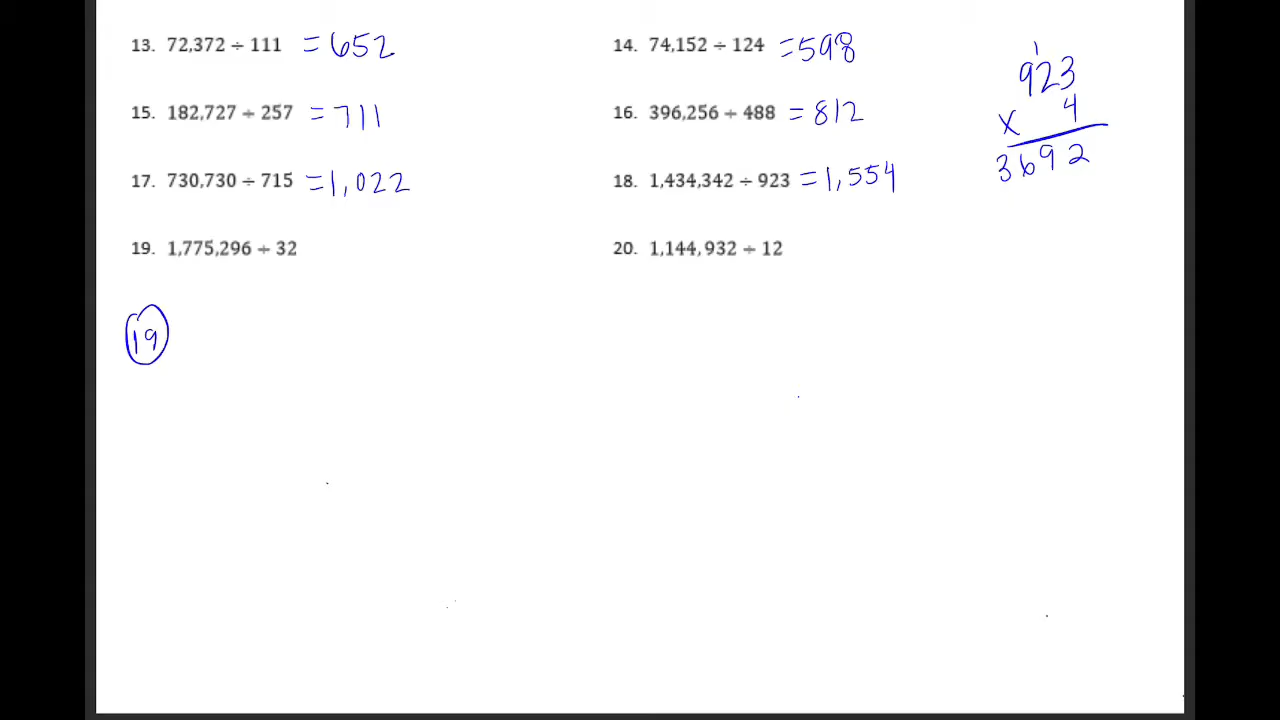 13. 72,372 ÷ 111 = 652
14. 74,152 ÷ 124 = 598
15. 182,727 ÷ 257 = 711
16. 396,256 ÷ 488 = 812
17. 730,730 ÷ 715 = 1,022
18. 1,434,342 ÷ 923 = 1,554
1
923
x 4
3692
19. 1,775,296 ÷ 32
20. 1,144,932 ÷ 12
19